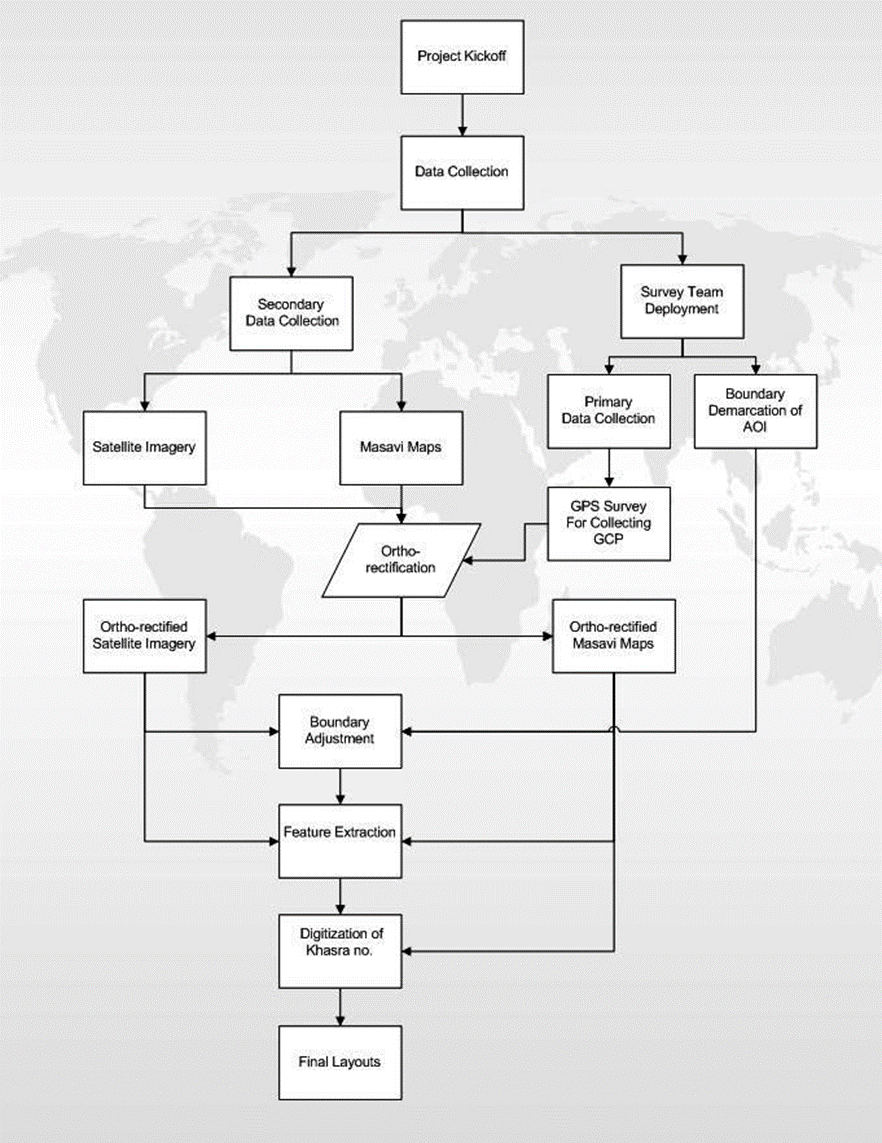 Project Kickoff
Data Collection
Secondary
Data Collection
Survey Team
Deployment
Satellite Imagery
Masavi Maps
Primary
Data Collection
Boundary
Demarcation of
AOI
GPS Survey
For Collecting
GCP
Ortho-
rectification
Ortho-rectified
Satellite Imagery
Ortho-rectified
Masavi Maps
Boundary
Adjustment
Feature Extraction
Digitization of
Khasra no.
Final Layouts